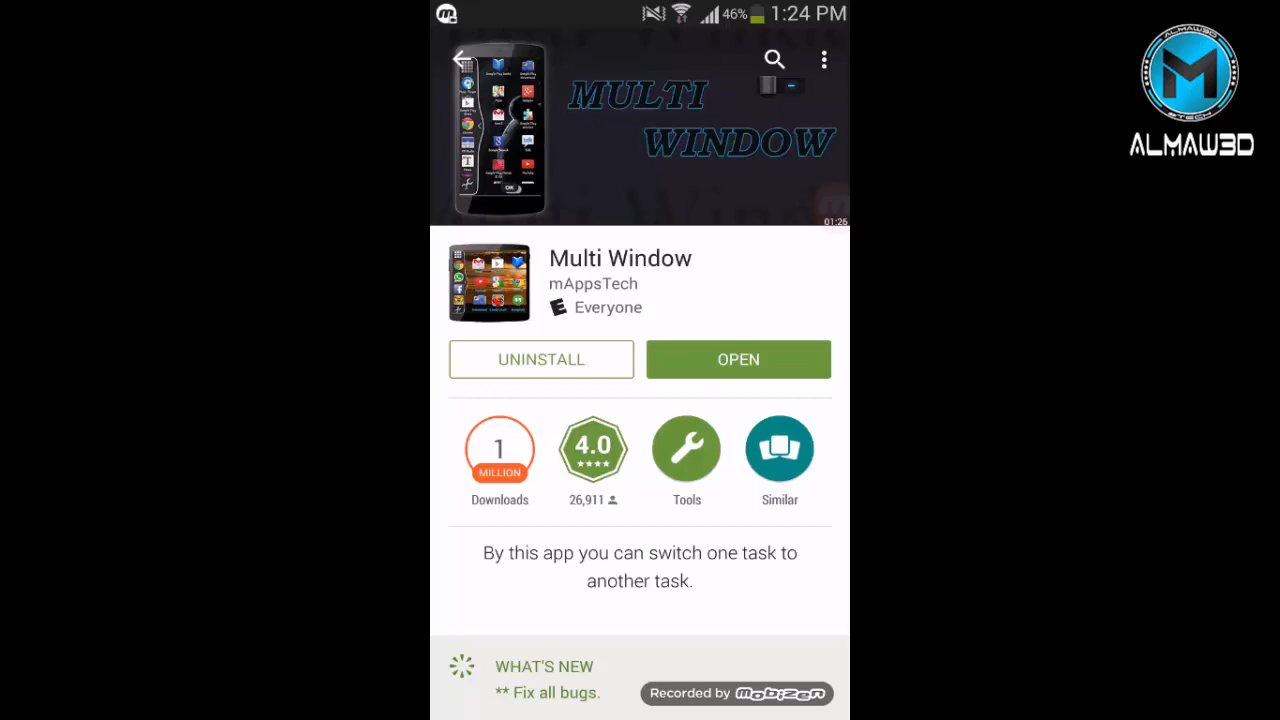 46% 1:24 PM
MULTI
WINDOW
01:26
ALMAW3D
Multi Window
mAppsTech
E Everyone
UNINSTALL
OPEN
1
MILLION
4.0
Downloads
26,911
Tools
Similar
By this app you can switch one task to
another task.
WHAT'S NEW
** Fix all bugs.
Recorded by mobizen